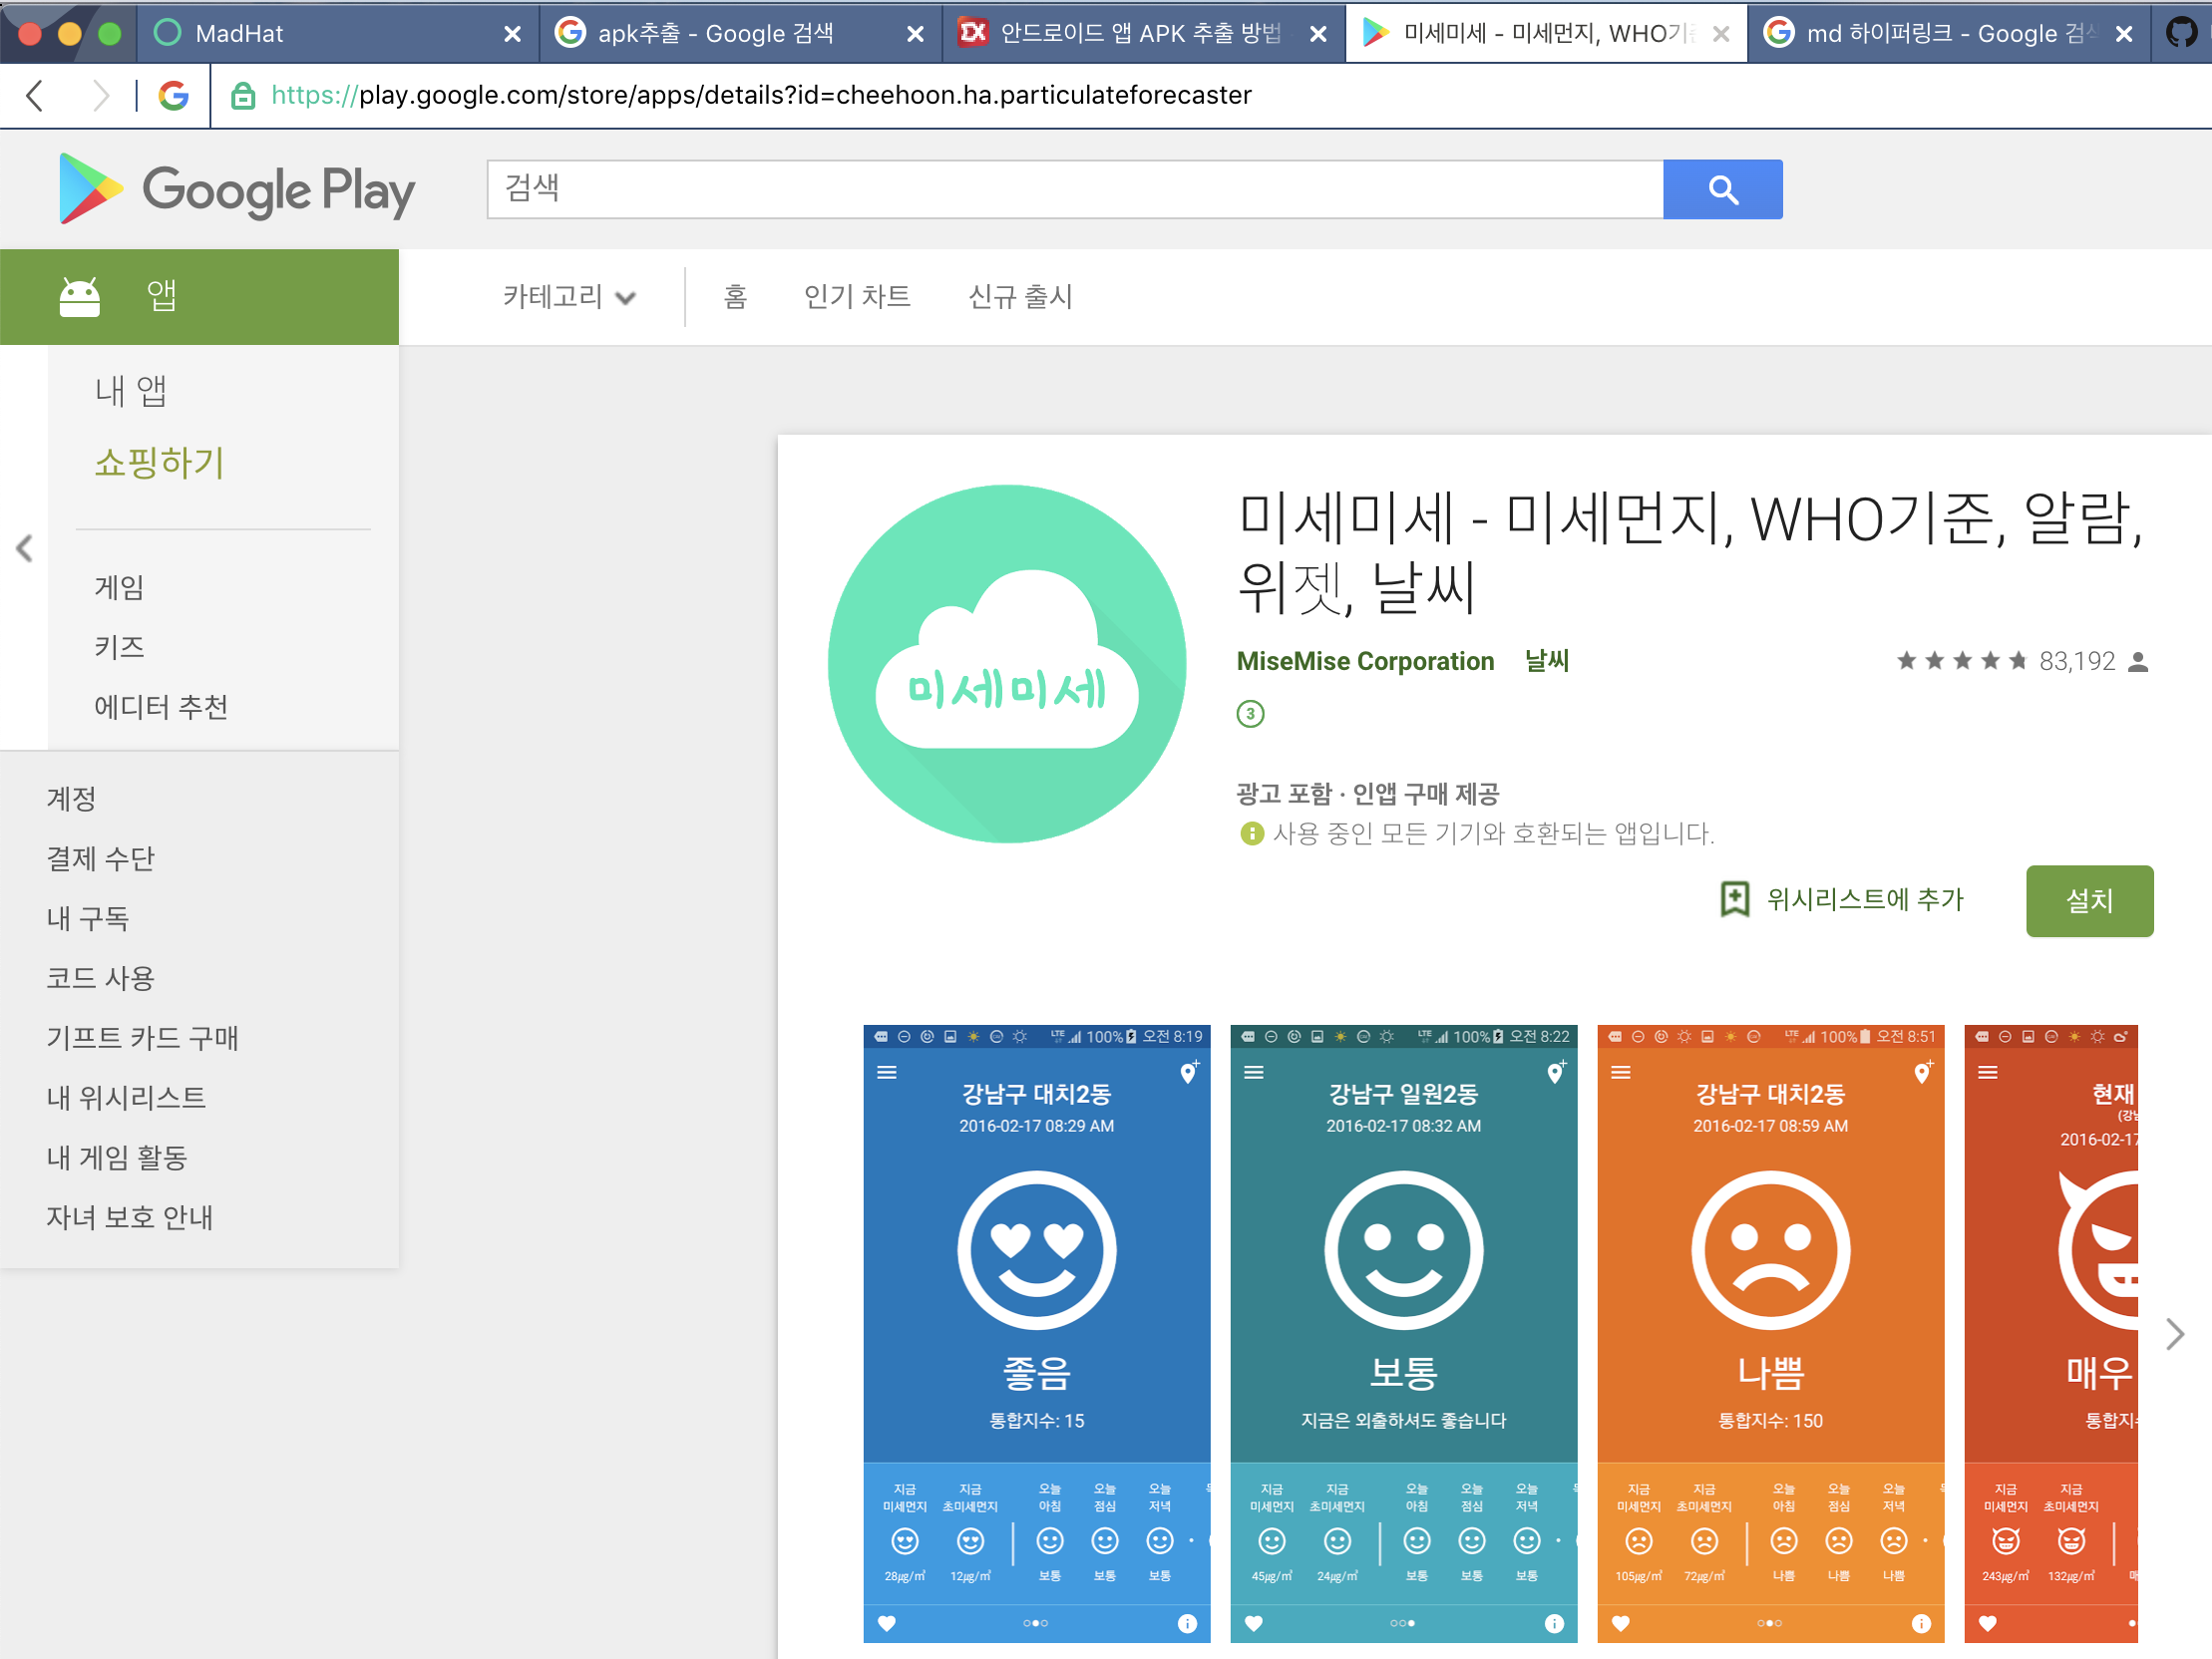 MadHat
apk추출 - Google 검색
안드로이드 앱 APK 추출 방법
미세미세 - 미세먼지, WHO기
md 하이퍼링크 - Google 검
https://play.google.com/store/apps/details?id=cheehoon.ha.particulateforecaster
Google Play
검색
앱
카테고리
홈
인기 차트
신규 출시
내 앱
쇼핑하기
게임
키즈
에디터 추천
계정
결제 수단
내 구독
코드 사용
기프트 카드 구매
내 위시리스트
내 게임 활동
자녀 보호 안내
미세미세
미세미세 - 미세먼지, WHO기준, 알람,
위젯, 날씨
MiseMise Corporation 날씨
83,192
3
광고 포함 · 인앱 구매 제공
사용 중인 모든 기기와 호환되는 앱입니다.
위시리스트에 추가
설치
LTE 100% 오전 8:19
강남구 대치2동
2016-02-17 08:29 AM
좋음
통합지수: 15
지금 지금 오늘 오늘 오늘
미세먼지 초미세먼지 아침 점심 저녁
28㎍/㎥ 12㎍/㎥ 보통 보통 보통
LTE 100% 오전 8:22
강남구 일원2동
2016-02-17 08:32 AM
보통
지금은 외출하셔도 좋습니다
지금 지금 오늘 오늘 오늘
미세먼지 초미세먼지 아침 점심 저녁
45㎍/㎥ 24㎍/㎥ 보통 보통 보통
LTE 100% 오전 8:51
강남구 대치2동
2016-02-17 08:59 AM
나쁨
통합지수: 150
지금 지금 오늘 오늘 오늘
미세먼지 초미세먼지 아침 점심 저녁
105㎍/㎥ 72㎍/㎥ 나쁨 나쁨 나쁨
현재
(강남
2016-02-17
매우
통합지
지금 지금
미세먼지 초미세먼지
243㎍/㎥ 132㎍/㎥